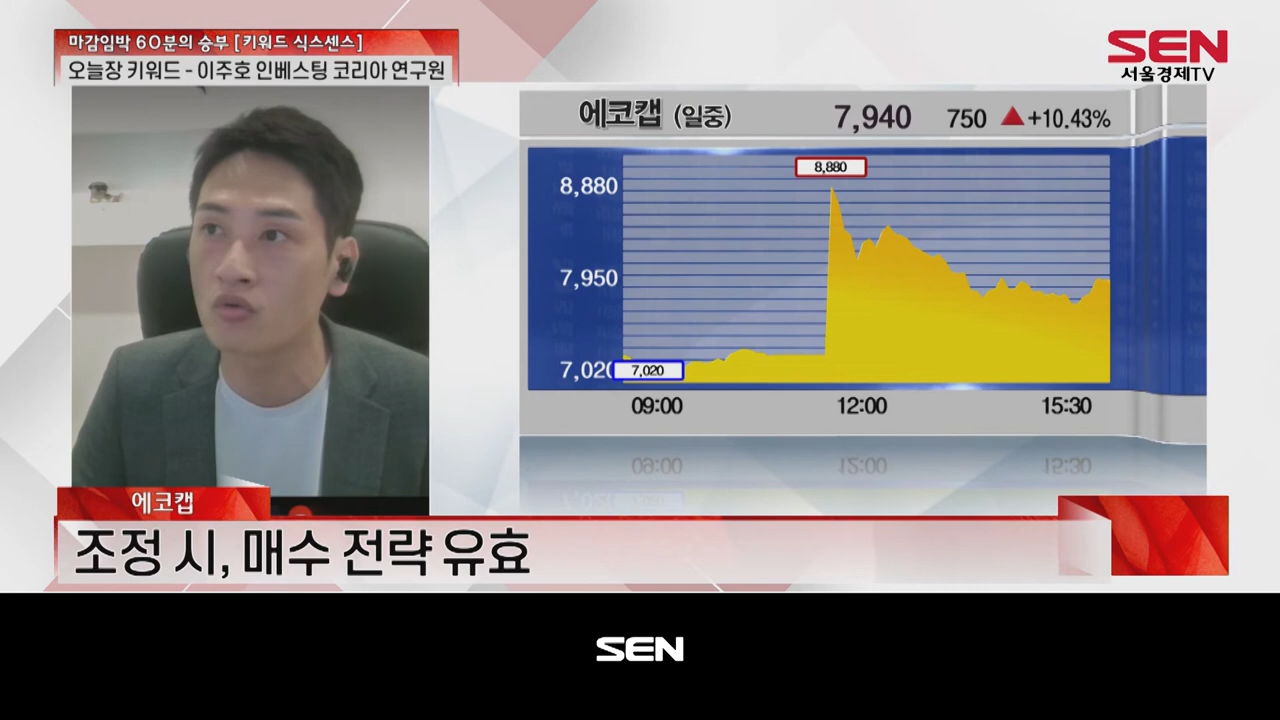 마감임박 60분의 승부 [키워드 식스센스]
오늘장 키워드 - 이주호 인베스팅 코리아 연구원
SEN
서울경제TV
에코캡 (일중) 7,940 750 ▲+10.43%
8,880
8,880
7,950
7,020
7,020
09:00 12:00 15:30
09:00 12:00 15:30
에코캡
조정 시, 매수 전략 유효
SEN